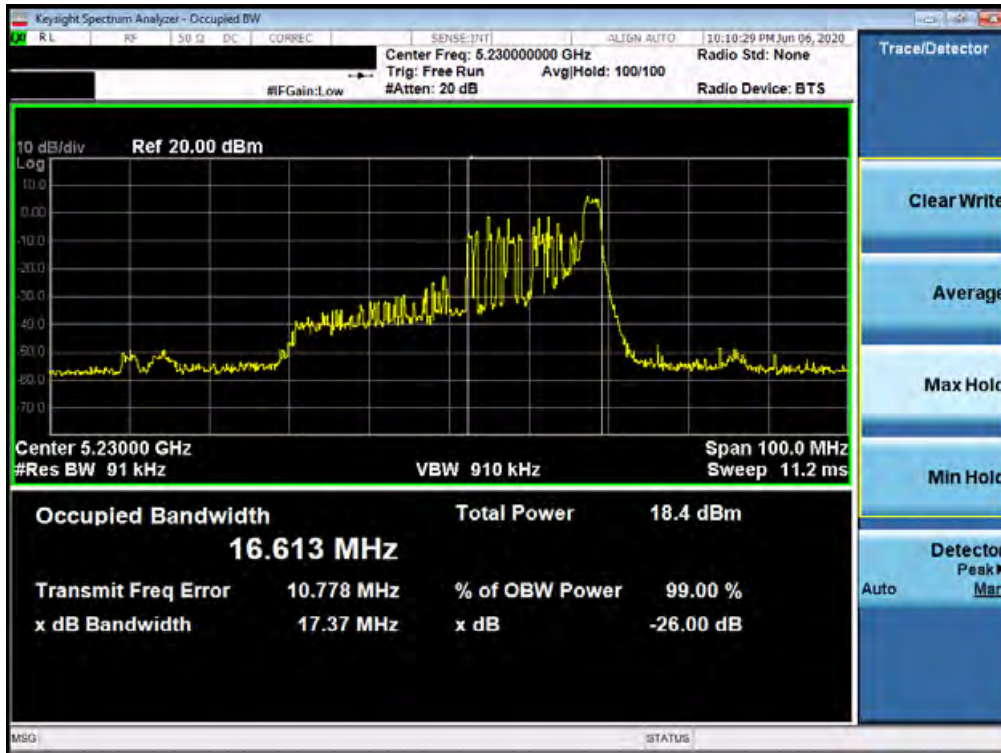 Keysight Spectrum Analyzer - Occupied BW
LXI RL RF 50 Ω DC CORREC SENSE:INT ALIGN AUTO 10:10:29 PM Jun 06, 2020
Center Freq: 5.230000000 GHz Radio Std: None
Trig: Free Run Avg|Hold: 100/100
#IFGain:Low #Atten: 20 dB Radio Device: BTS
10 dB/div Ref 20.00 dBm
Log
10.0
0.00
-10.0
-20.0
-30.0
-40.0
-50.0
-60.0
-70.0
Center 5.23000 GHz Span 100.0 MHz
#Res BW 91 kHz VBW 910 kHz Sweep 11.2 ms
Occupied Bandwidth Total Power 18.4 dBm
16.613 MHz
Transmit Freq Error 10.778 MHz % of OBW Power 99.00 %
x dB Bandwidth 17.37 MHz x dB -26.00 dB
MSG STATUS
Trace/Detector
Clear Write
Average
Max Hold
Min Hold
Detector
Peak
Auto Man